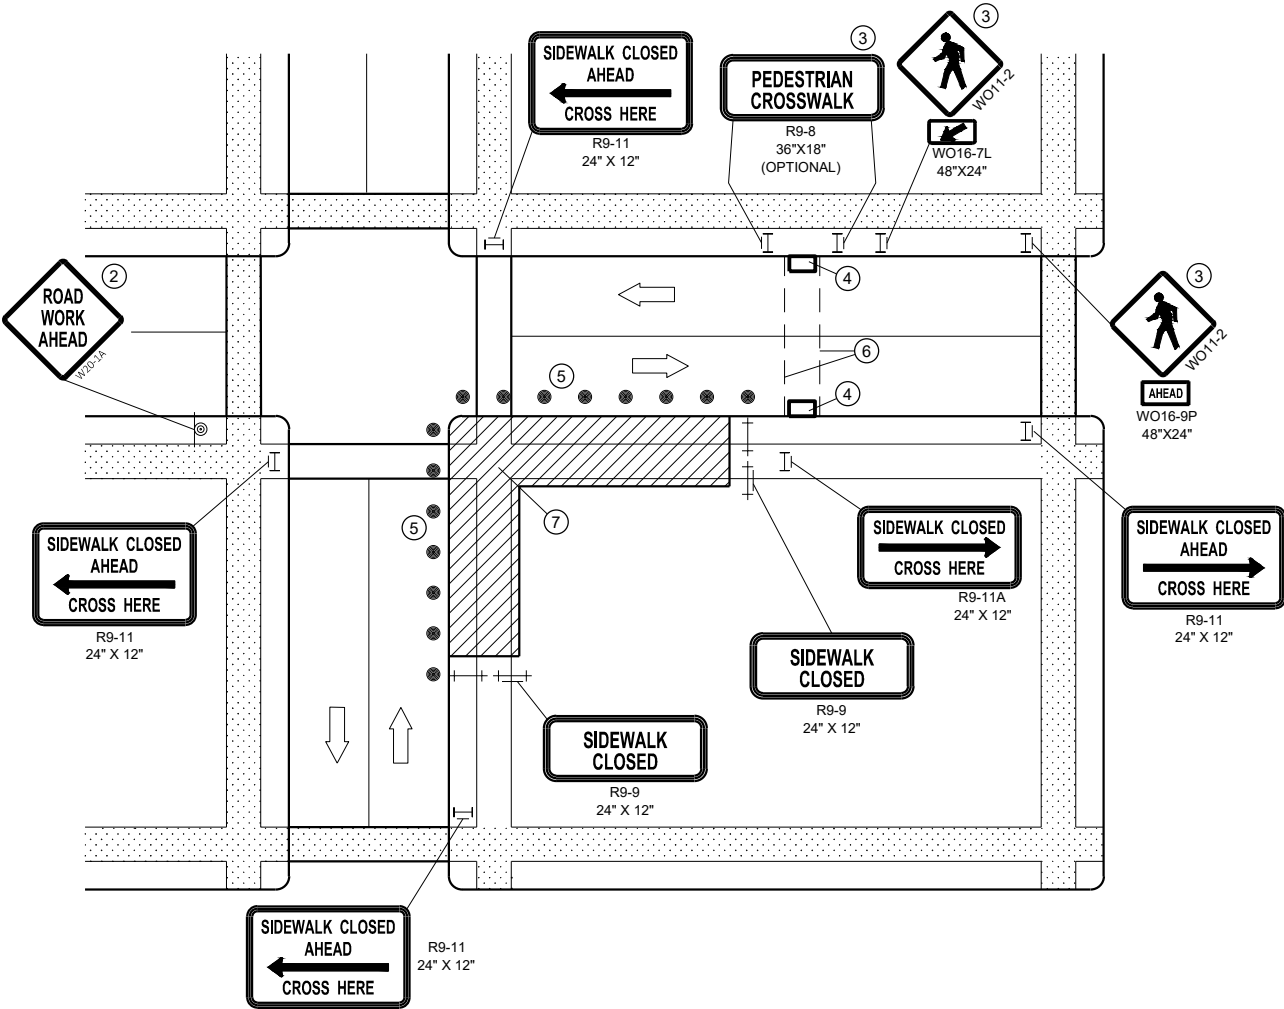 SIDEWALK CLOSED
AHEAD
CROSS HERE
R9-11
24" X 12"
3
PEDESTRIAN
CROSSWALK
R9-8
36"X18"
(OPTIONAL)
3
WO11-2
WO16-7L
48"X24"
2
ROAD
WORK
AHEAD
W20-1A
4
3
WO11-2
AHEAD
WO16-9P
48"X24"
6
5
4
5
7
SIDEWALK CLOSED
AHEAD
CROSS HERE
R9-11
24" X 12"
SIDEWALK CLOSED
CROSS HERE
R9-11A
24" X 12"
SIDEWALK CLOSED
AHEAD
CROSS HERE
R9-11
24" X 12"
SIDEWALK
CLOSED
R9-9
24" X 12"
SIDEWALK
CLOSED
R9-9
24" X 12"
SIDEWALK CLOSED
AHEAD
CROSS HERE
R9-11
24" X 12"